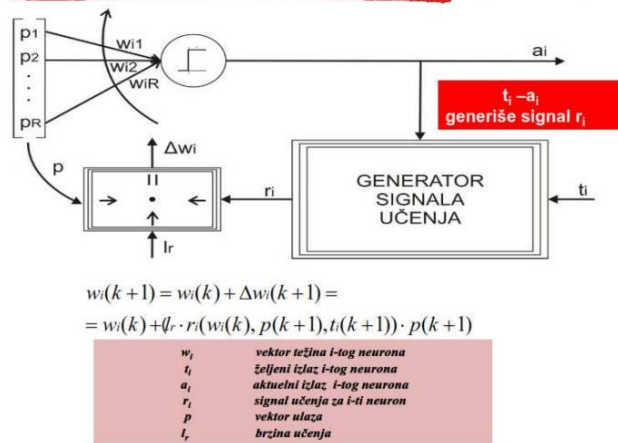 p1
p2
pR
wi1
wi2
wiR
ai
ti –ai
generiše signal ri
Δwi
p
ri
GENERATOR
SIGNALA
UČENJA
ti
lr
wi(k+1) = wi(k) + Δwi(k+1) =
= wi(k)+(lr · ri(wi(k), p(k+1), ti(k+1)) · p(k+1)
wi vektor težina i-tog neurona
ti željeni izlaz i-tog neurona
ai aktuelni izlaz i-tog neurona
ri signal učenja za i-ti neuron
p vektor ulaza
lr brzina učenja